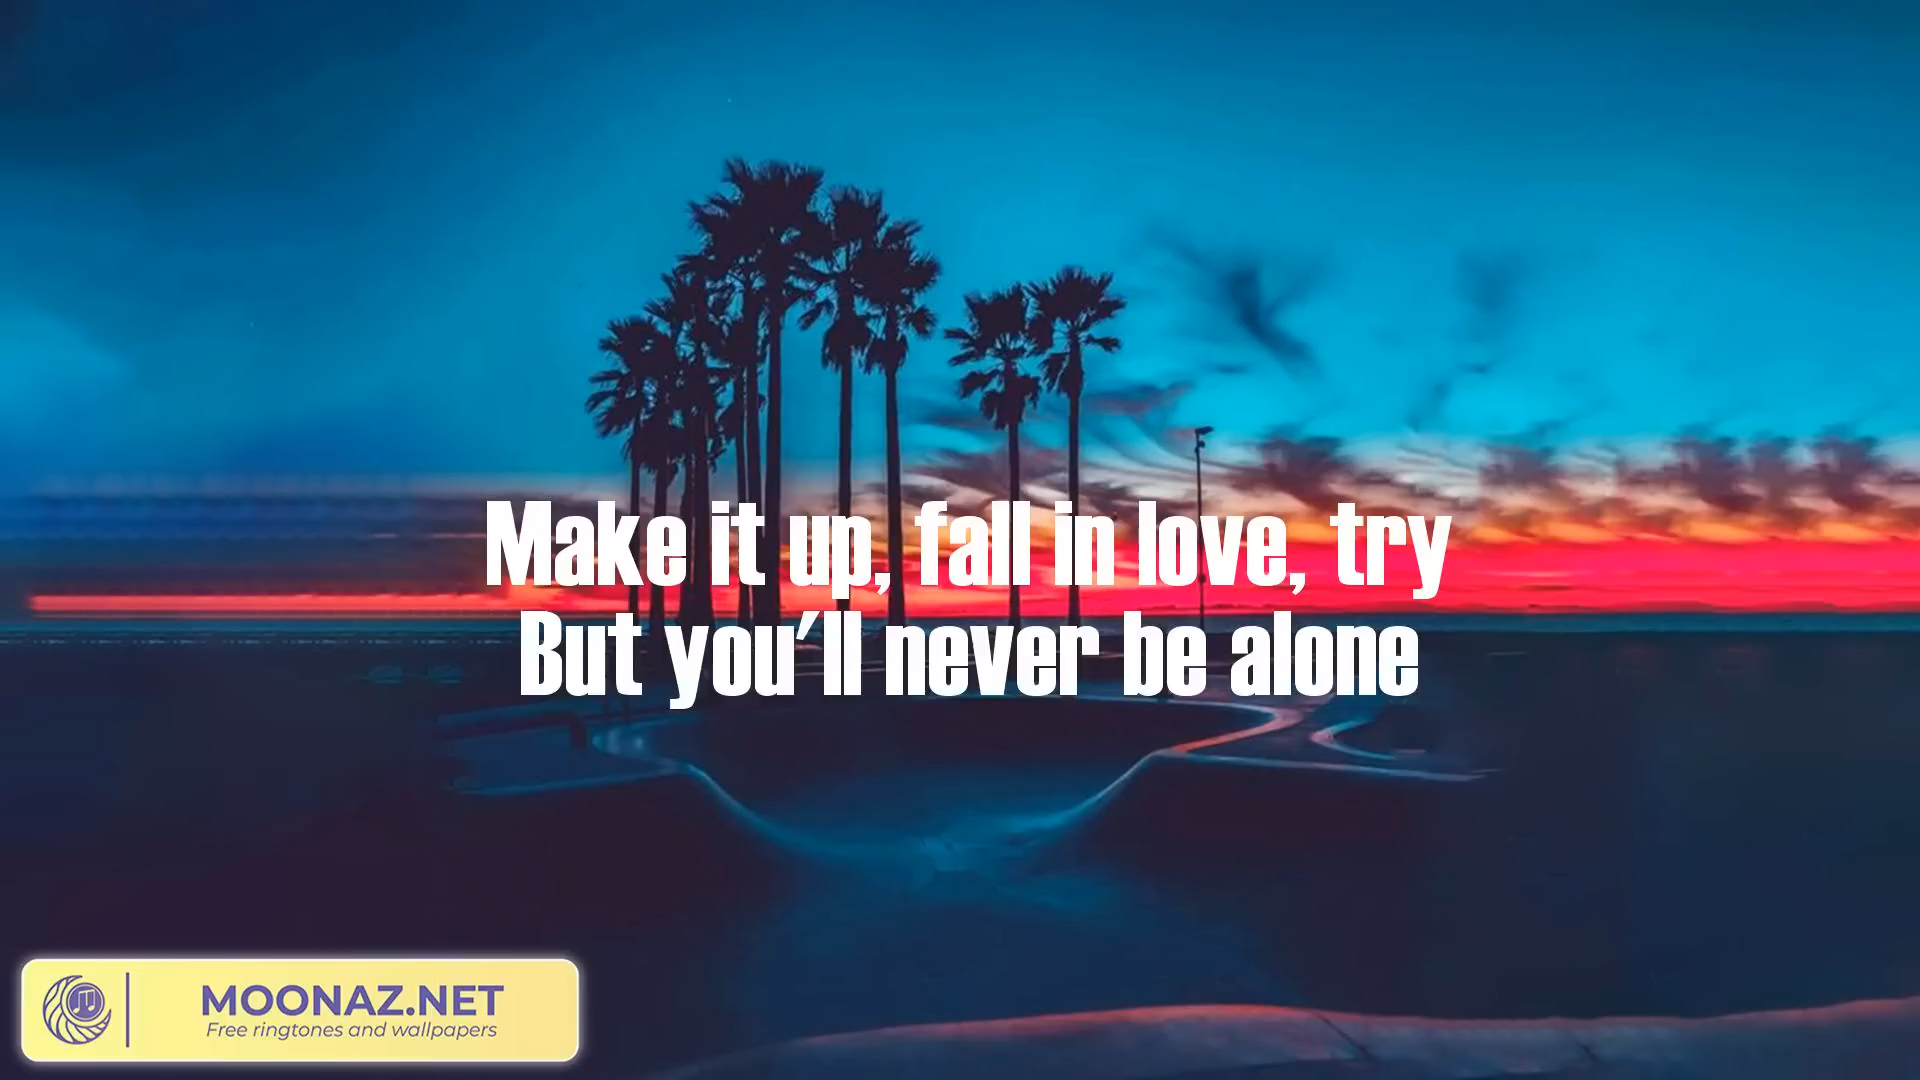 Make it up, fall in love, try
But you'll never be alone
MOONAZ.NET
Free ringtones and wallpapers